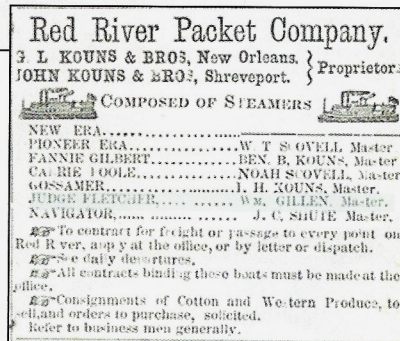 Red River Packet Company.
G. L KOUNS & BROS, New Orleans.
JOHN KOUNS & BROS, Shreveport.
Proprietor
COMPOSED OF STEAMERS
NEW ERA
PIONEER ERA..............W. T SCOVELL Master
FANNIE GILBERT..............BEN. B. KOUNS, Master
CARRIE POOLE..............NOAH SCOVELL, Master
GOSSAMER,..............I. H. KOUNS, Master.
JUDGE FLETCHER,..............WM, GILLEN, Master
NAVIGATOR,..............J. C, SHUTE Master.
To contract for freight or passage to every point on
Red River, apply at the office, or by letter or dispatch.
See daily departures.
All contracts binding these boats must be made at the
office.
Consignments of Cotton and Western Produce, to
sell, and orders to purchase, solicited.
Refer to business men generally.